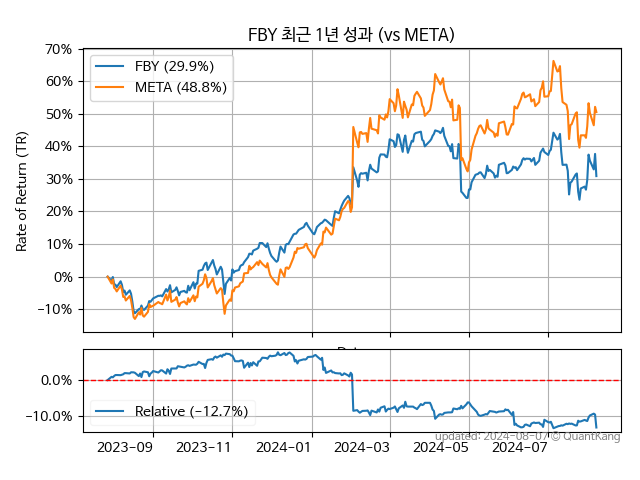 FBY 최근 1년 성과 (vs META)
70%
60%
50%
40%
30%
20%
10%
0%
−10%
Rate of Return (TR)
FBY (29.9%)
META (48.8%)
0.0%
−10.0%
Relative (−12.7%)
2023-09 2023-11 2024-01 2024-03 2024-05 2024-07
updated: 2024-08-07 © QuantKang